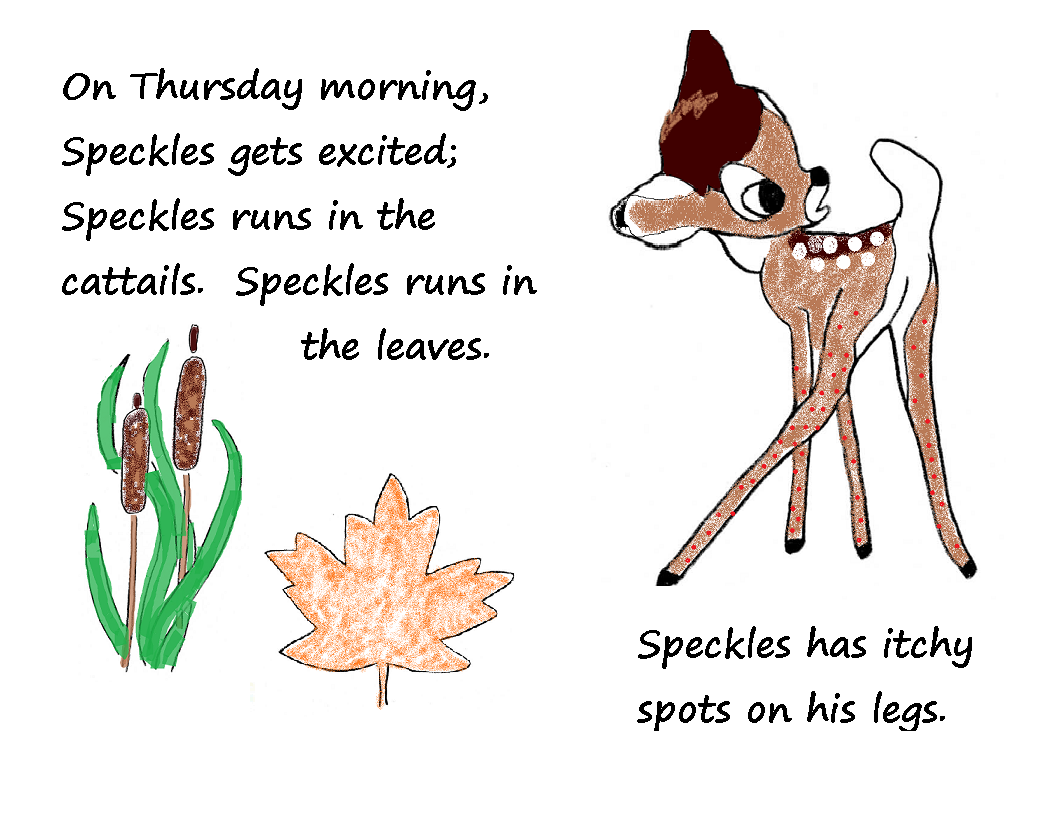 On Thursday morning,
Speckles gets excited;
Speckles runs in the
cattails.  Speckles runs in
the leaves.
Speckles has itchy
spots on his legs.